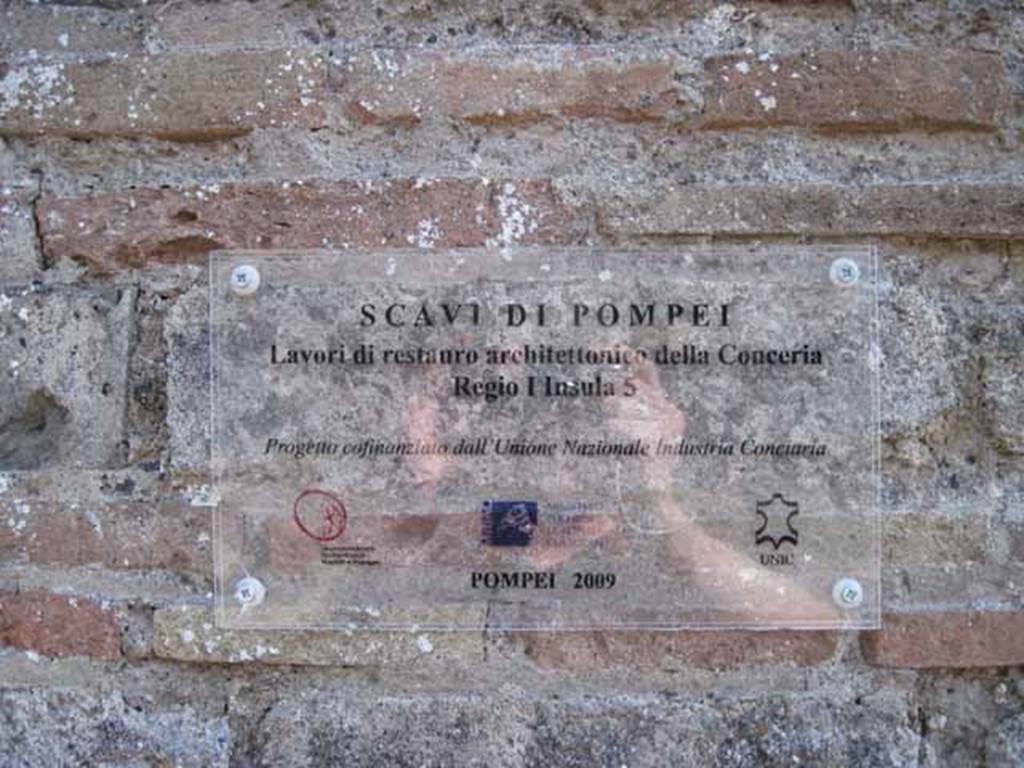 SCAVI DI POMPEI
Lavori di restauro architettonico della Conceria
Regio I Insula 5
Progetto cofinanziato dall'Unione Nazionale Industria Conciaria
UNIC
POMPEI 2009